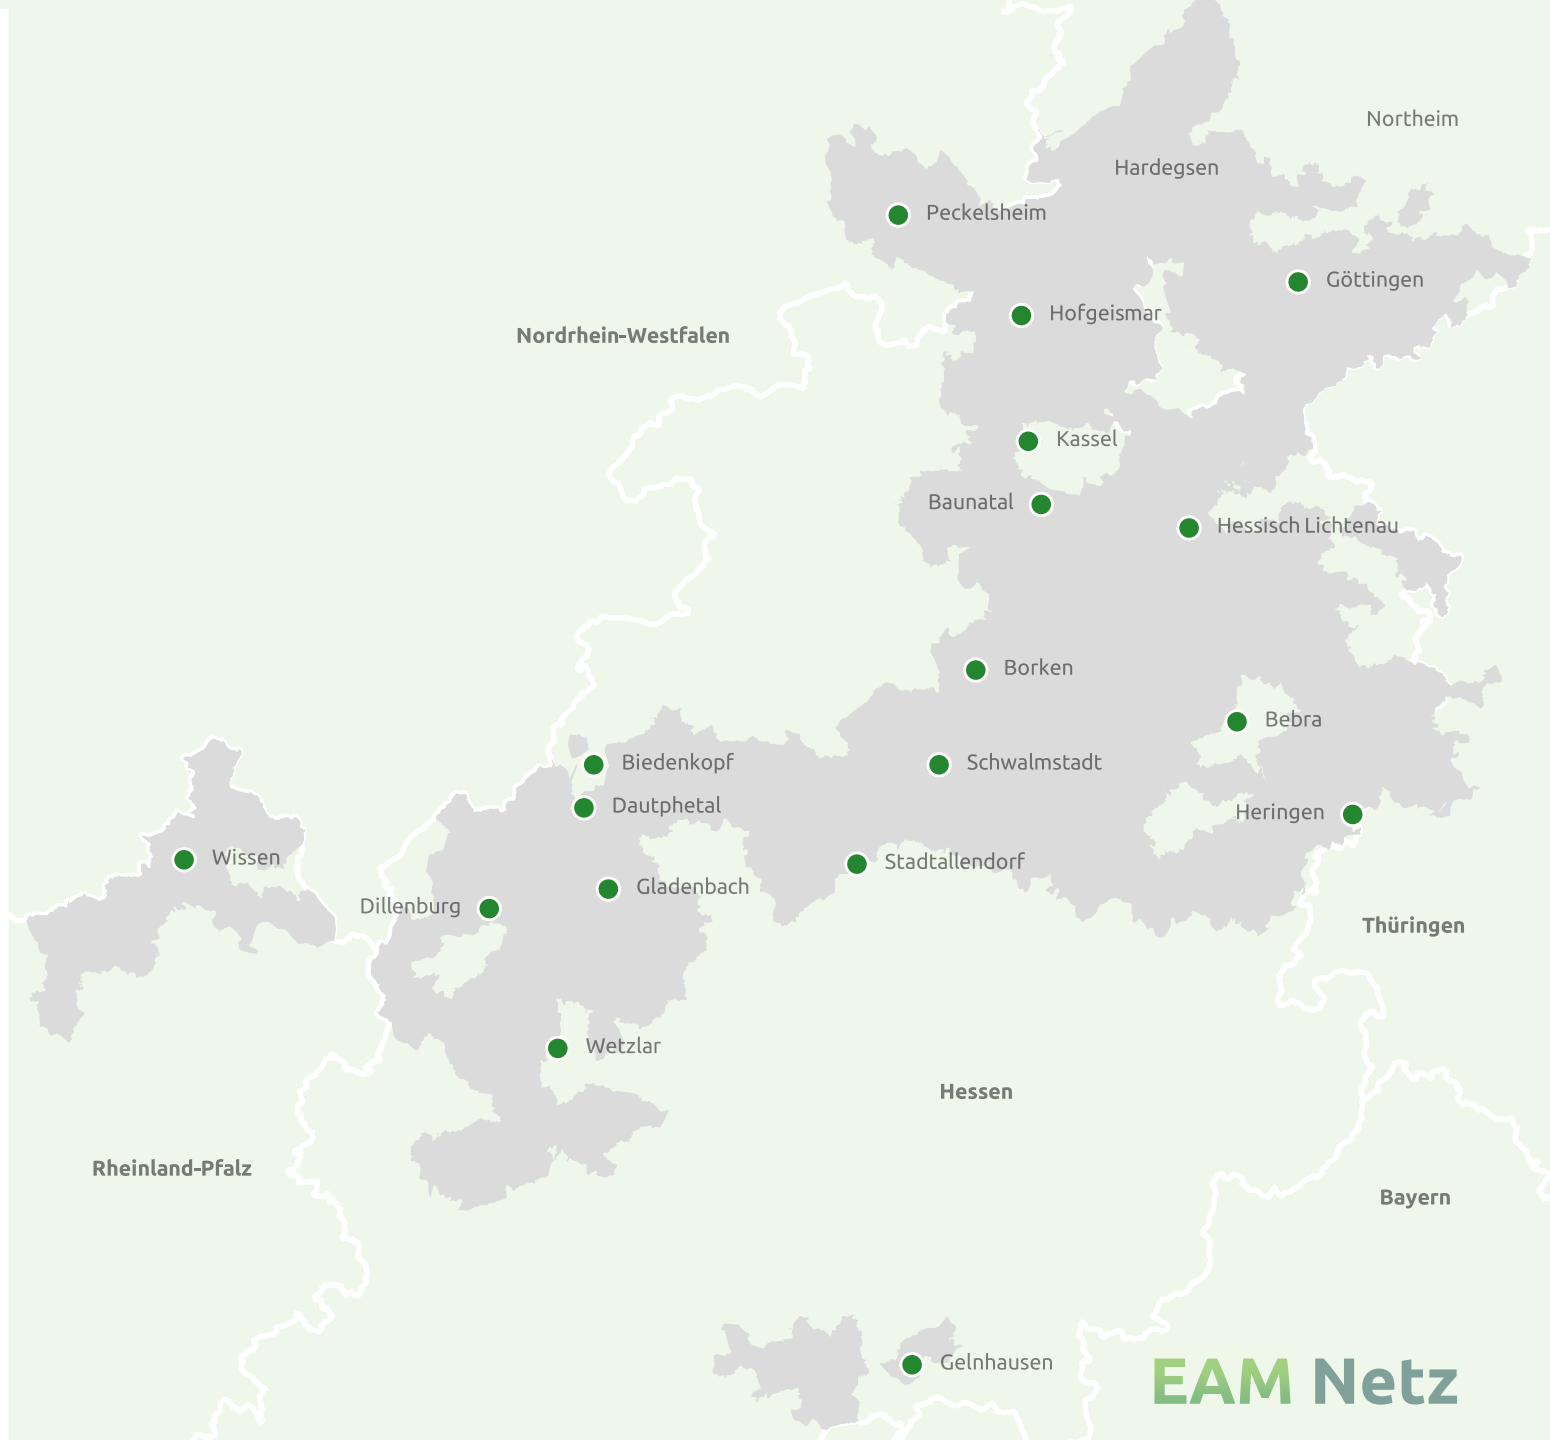 Northeim
Hardegsen
Peckelsheim
Göttingen
Hofgeismar
Nordrhein-Westfalen
Kassel
Baunatal
Hessisch Lichtenau
Borken
Bebra
Biedenkopf
Schwalmstadt
Dautphetal
Heringen
Wissen
Stadtallendorf
Gladenbach
Dillenburg
Thüringen
Wetzlar
Hessen
Rheinland-Pfalz
Bayern
Gelnhausen
EAM Netz